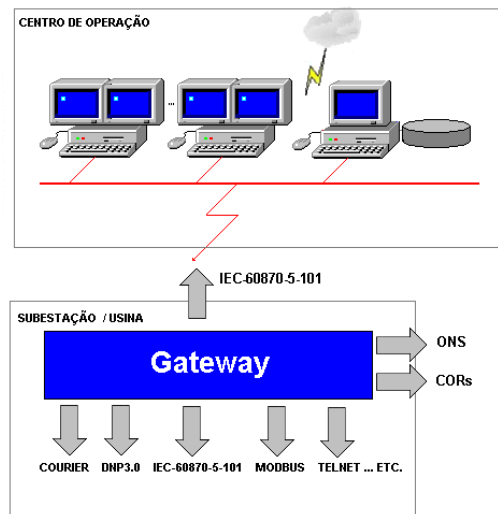 CENTRO DE OPERAÇÃO
...
IEC-60870-5-101
SUBESTAÇÃO / USINA
Gateway
ONS
CORs
COURIER DNP3.0 IEC-60870-5-101 MODBUS TELNET ... ETC.